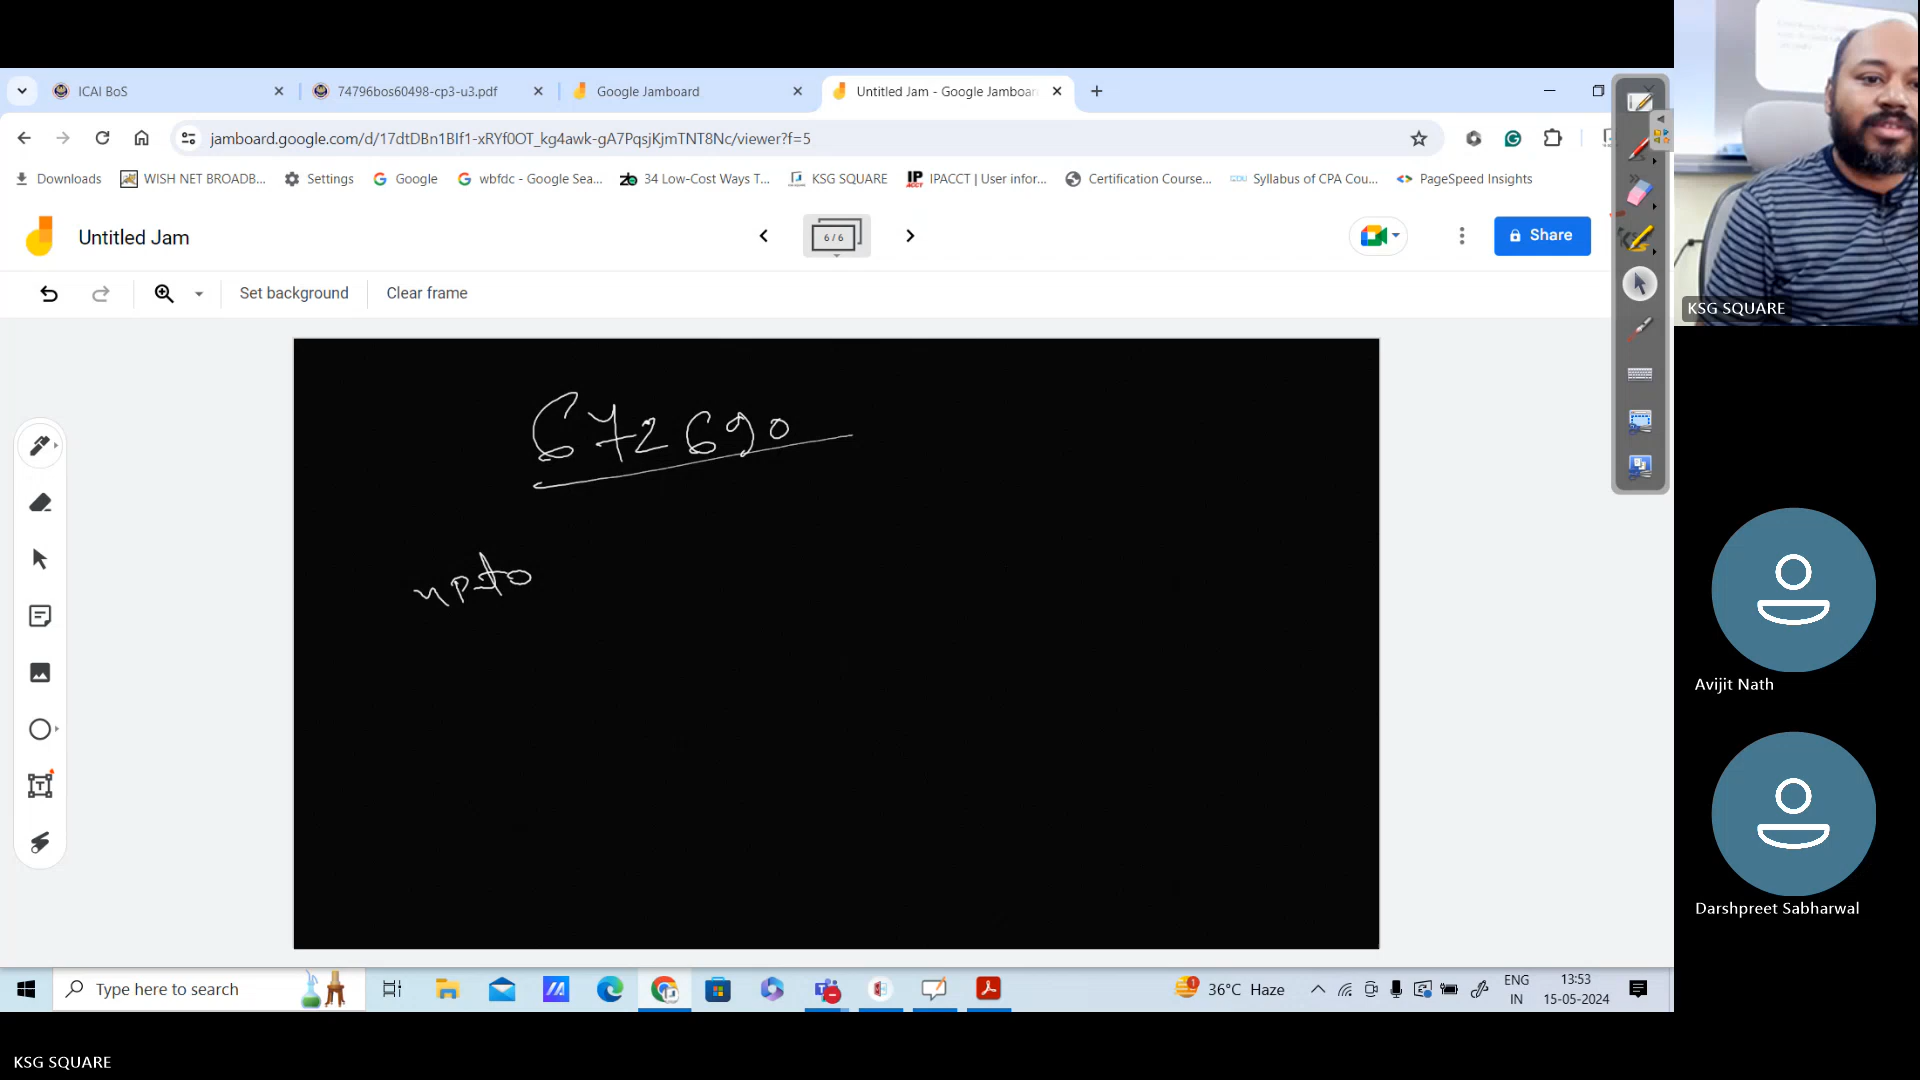 ICAI BoS
74796bos60498-cp3-u3.pdf
Google Jamboard
Untitled Jam - Google Jamboar
jamboard.google.com/d/17dtDBn1BIf1-xRYf0OT_kg4awk-gA7PqsjKjmTNT8Nc/viewer?f=5
Downloads
WISH NET BROADB...
Settings
Google
wbfdc - Google Sea...
34 Low-Cost Ways T...
KSG SQUARE
IPACCT | User infor...
Certification Course...
Syllabus of CPA Cou...
PageSpeed Insights
Untitled Jam
6 / 6
Share
Set background
Clear frame
672690
upto
KSG SQUARE
Avijit Nath
Darshpreet Sabharwal
Type here to search
36°C Haze
ENG
IN
13:53
15-05-2024
KSG SQUARE